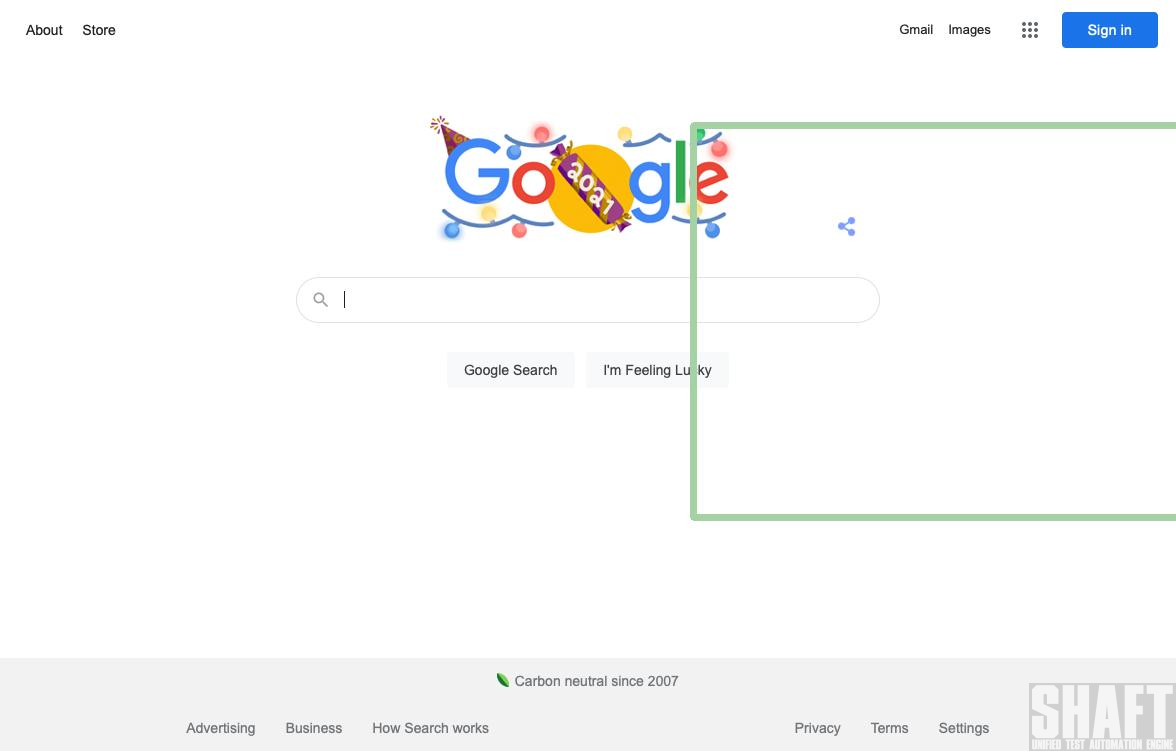 About Store
Gmail Images
Sign in
Google
2021
Google Search
I'm Feeling Lucky
Carbon neutral since 2007
Advertising Business How Search works
Privacy Terms Settings
SHAFT
UNIFIED TEST AUTOMATION ENGINE